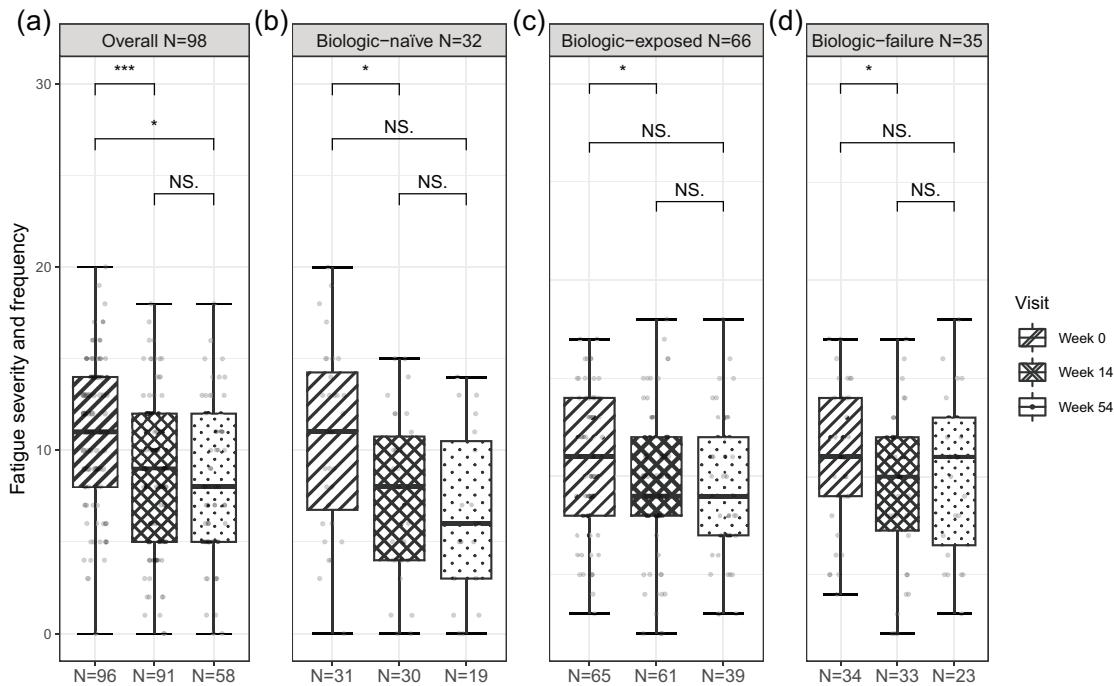 (a)
Overall N=98
(b)
Biologic−naïve N=32
(c)
Biologic−exposed N=66
(d)
Biologic−failure N=35
Fatigue severity and frequency
30
20
10
0
***
*
NS.
*
NS.
NS.
*
NS.
NS.
*
NS.
NS.
N=96 N=91 N=58
N=31 N=30 N=19
N=65 N=61 N=39
N=34 N=33 N=23
Visit
Week 0
Week 14
Week 54